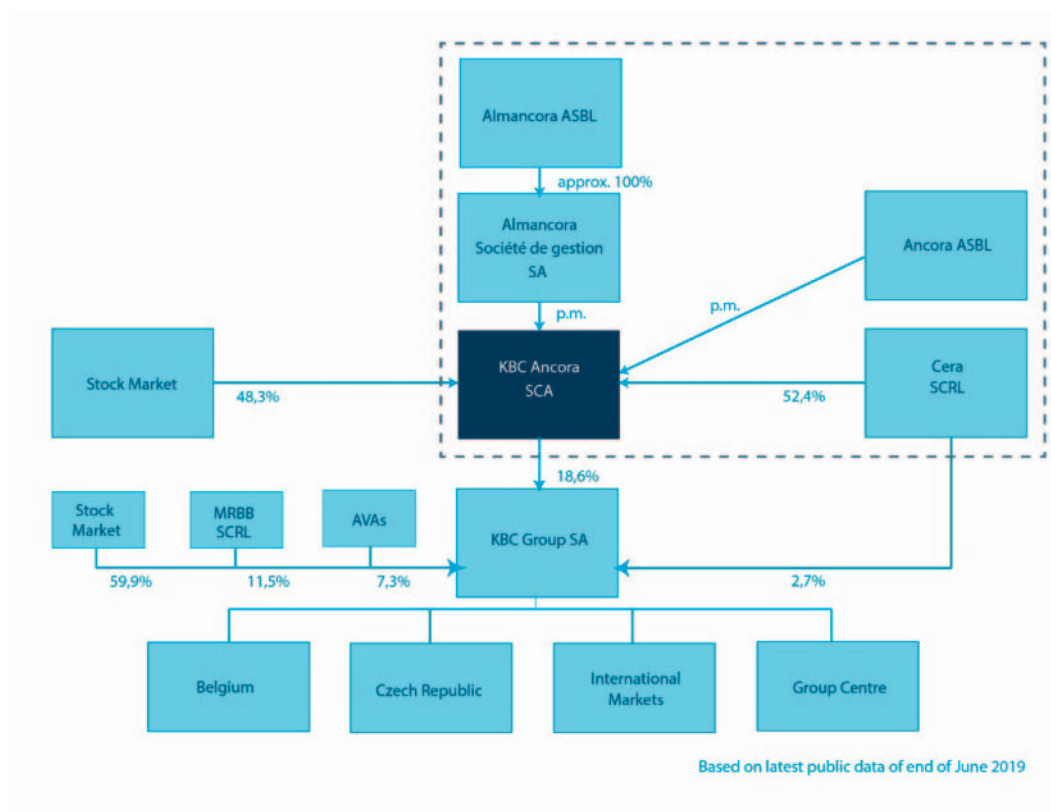 Almancora ASBL
approx. 100%
Almancora
Société de gestion
SA
Ancora ASBL
p.m.
p.m.
Stock Market
48,3%
KBC Ancora
SCA
52,4%
Cera
SCRL
18,6%
Stock
Market
MRBB
SCRL
AVAs
KBC Group SA
59,9%
11,5%
7,3%
2,7%
Belgium
Czech Republic
International
Markets
Group Centre
Based on latest public data of end of June 2019